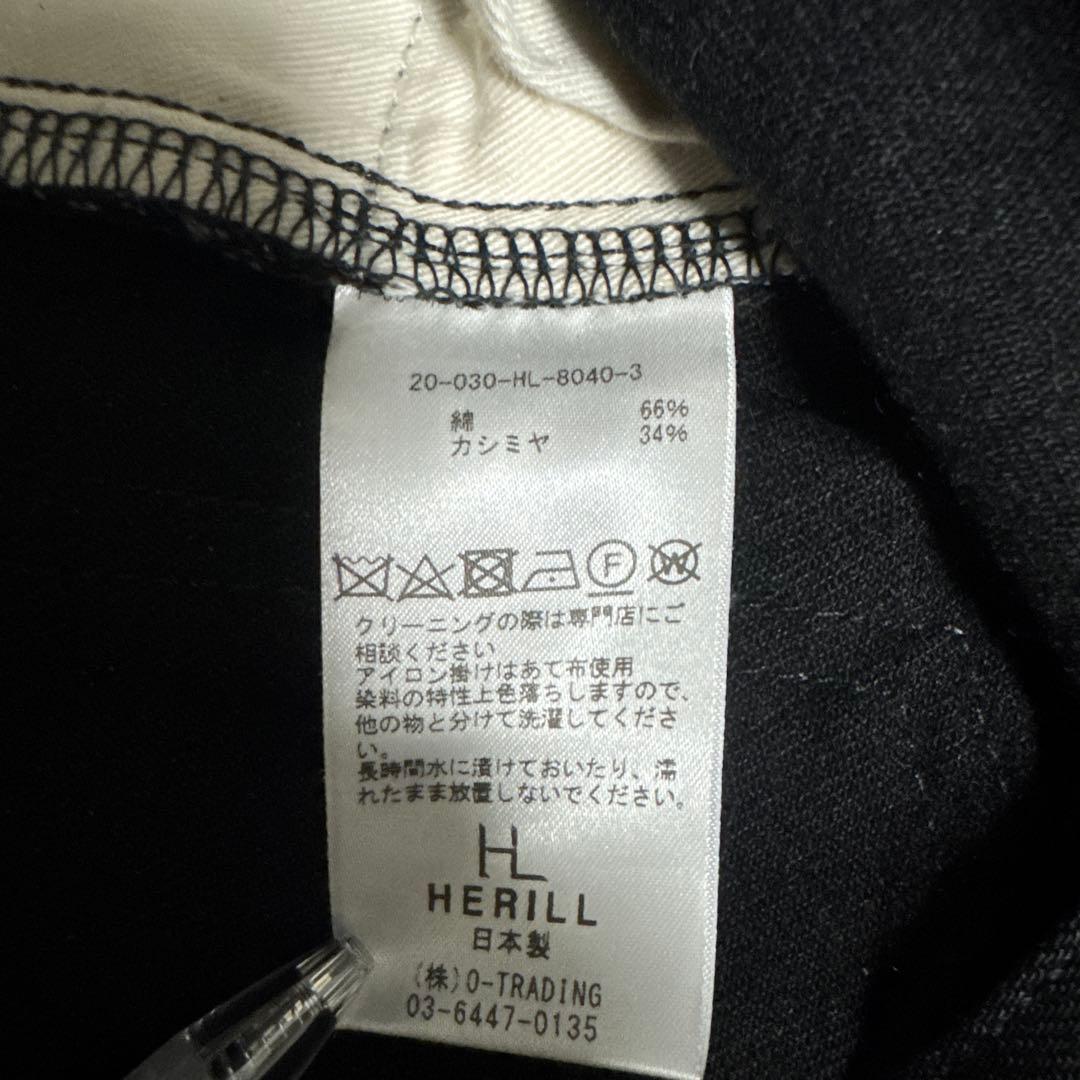 20-030-HL-8040-3
綿 66%
カシミヤ 34%
F W
クリーニングの際は専門店にご
相談ください
アイロン掛けはあて布使用
染料の特性上色落ちしますので、
他の物と分けて洗濯してくださ
い。
長時間水に漬けておいたり、濡
れたまま放置しないでください。
HL
HERILL
日本製
(株)O-TRADING
03-6447-0135